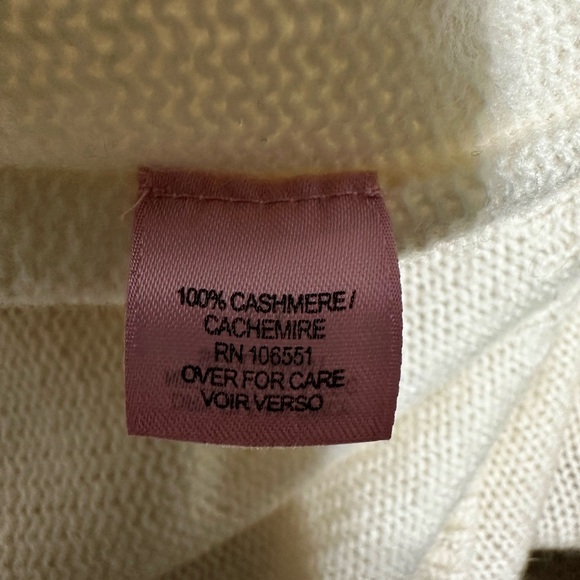 100% CASHMERE/
CACHEMIRE
RN 106551
OVER FOR CARE
VOIR VERSO